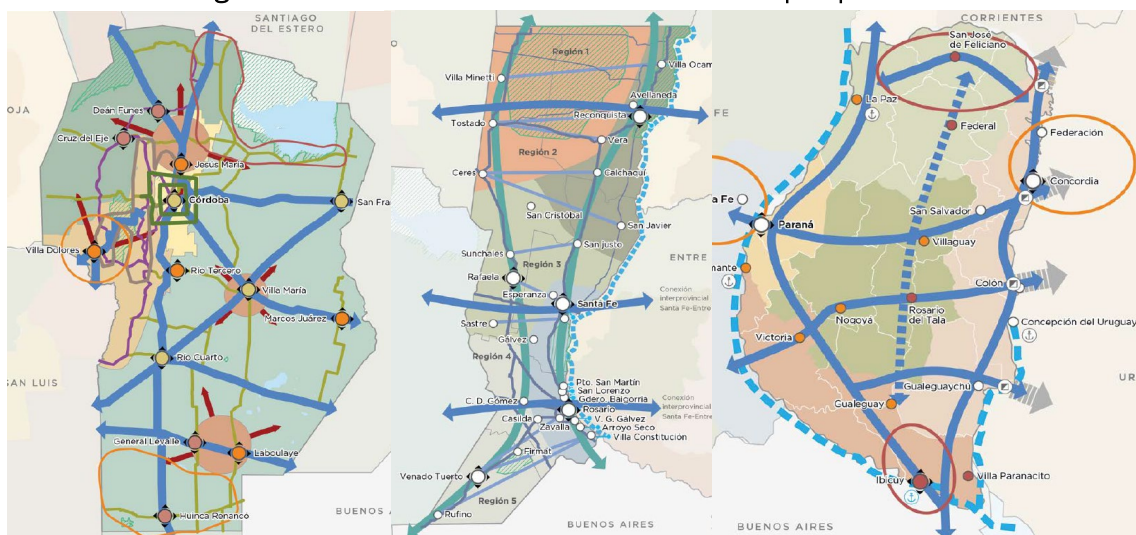 SANTIAGO
DEL ESTERO
OJA
Deán Funes
Cruz del Eje
Jesús María
Córdoba
San Fra
Villa Dolores
Río Tercero
Villa María
Marcos Juárez
Río Cuarto
SAN LUIS
General Levalle
Laboulaye
Huinca Renancó
BUENOS A
Región 1
Villa Minetti
Villa Ocam
Avellaneda
Reconquista
Tostado
Vera
Región 2
Ceres
Calchaquí
San Cristóbal
San Javier
San justo
Sunchales
Región 3
Rafaela
ENTRE
Esperanza
Santa Fe
Conexión
interprovincial
Santa Fe-Entre
Sastre
Gálvez
Región 4
Pto. San Martín
San Lorenzo
Gdero. Baigorria
C. D. Gómez
Rosario
Conexión
interprovincial
Santa Fe-Entre
Casilda
V. G. Gálvez
Zavalla
Arroyo Seco
Villa Constitución
Firmat
Venado Tuerto
Región 5
Rufino
BUENOS AIRES
CORRIENTES
San José
de Feliciano
La Paz
FE
Federal
Federación
Concordia
a Fe
San Salvador
Paraná
Villaguay
mante
Colón
Nogoyá
Rosario
del Tala
Victoria
Concepción del Uruguay
UR
Gualeguaychú
Gualeguay
Ibicuy
Villa Paranacito
BUENOS AIRES